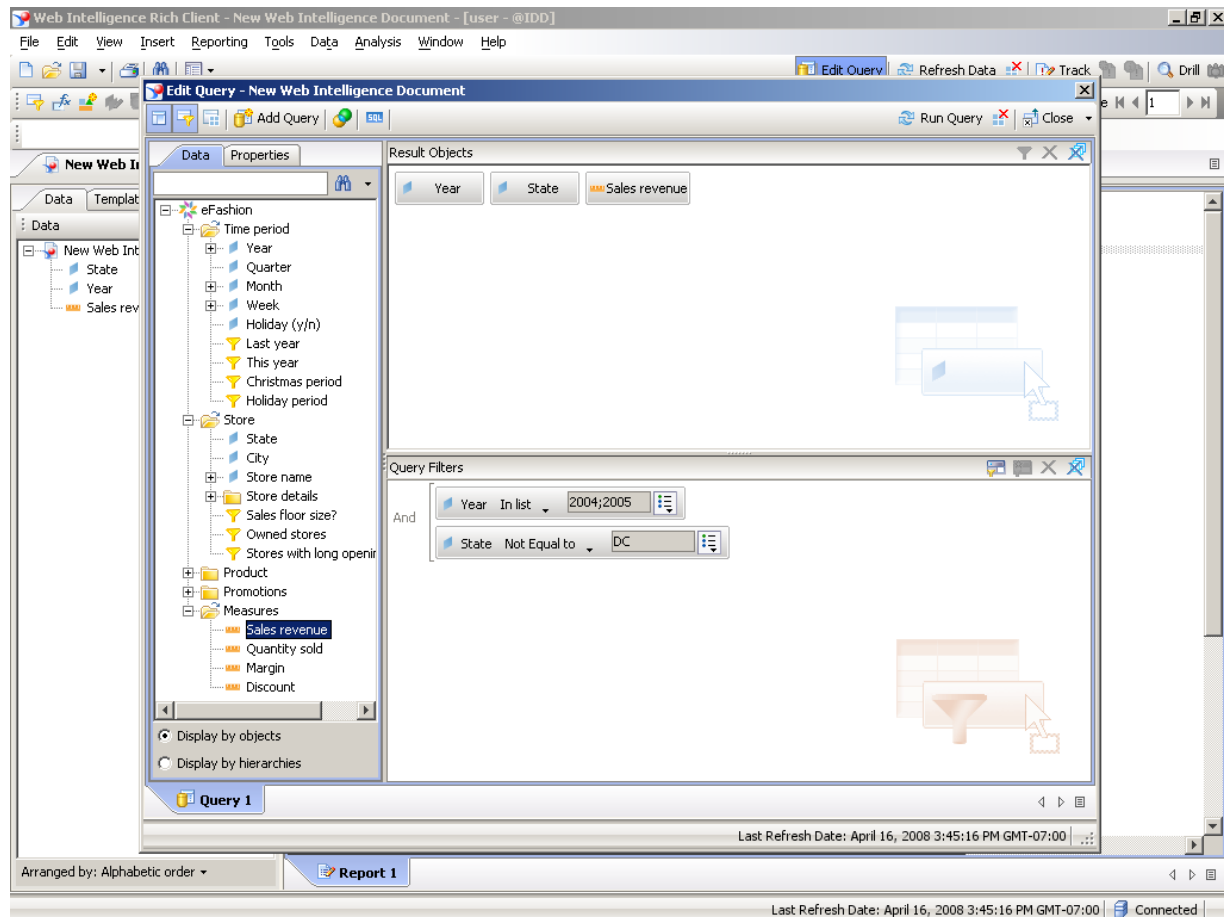 Web Intelligence Rich Client - New Web Intelligence Document - [user - @IDD]
File Edit View Insert Reporting Tools Data Analysis Window Help
Edit Query Refresh Data Track Drill
Edit Query - New Web Intelligence Document
Add Query SQL Run Query Close
1
New Web I
Data Properties
Result Objects
Year State Sales revenue
Data Templat
Data
New Web Int
State
Year
Sales rev
eFashion
Time period
Year
Quarter
Month
Week
Holiday (y/n)
Last year
This year
Christmas period
Holiday period
Store
State
City
Store name
Store details
Sales floor size?
Owned stores
Stores with long openin
Product
Promotions
Measures
Sales revenue
Quantity sold
Margin
Discount
Display by objects
Display by hierarchies
Query Filters
And
Year In list 2004;2005
State Not Equal to DC
Query 1
Last Refresh Date: April 16, 2008 3:45:16 PM GMT-07:00
Arranged by: Alphabetic order
Report 1
Last Refresh Date: April 16, 2008 3:45:16 PM GMT-07:00 Connected